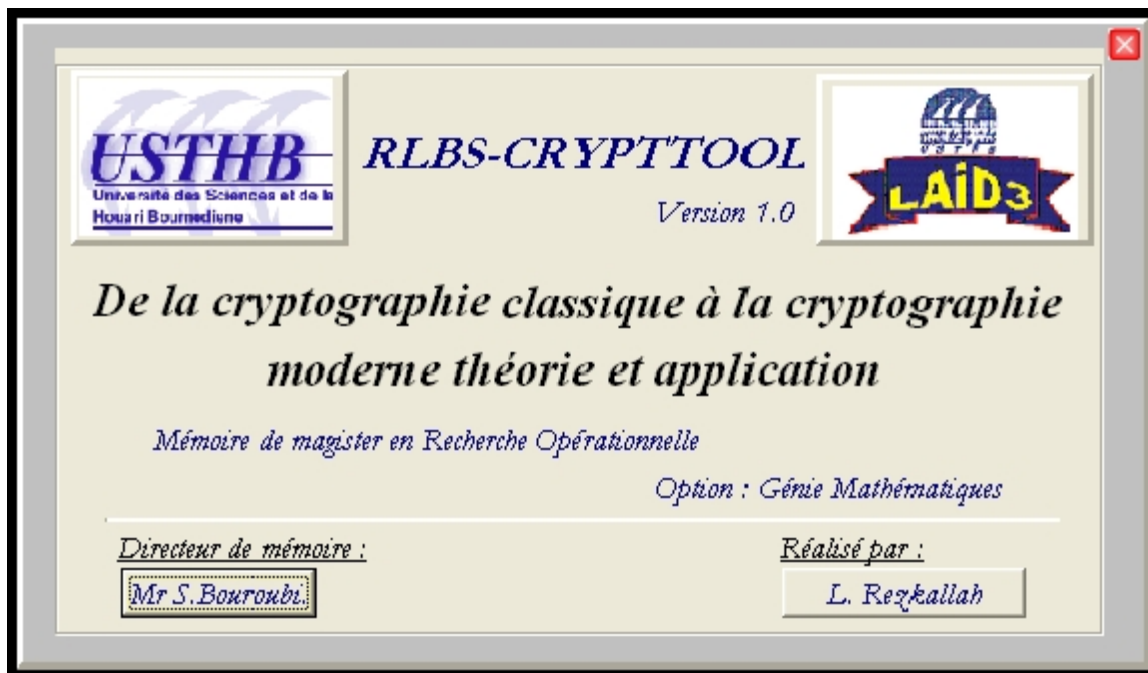 USTHB
Université des Sciences et de la
Houari Boumediene
RLBS-CRYPTTOOL
Version 1.0
LAID3
De la cryptographie classique à la cryptographie
moderne théorie et application
Mémoire de magister en Recherche Opérationnelle
Option : Génie Mathématiques
Directeur de mémoire :
Mr S.Bouroubi.
Réalisé par :
L. Rezkallah